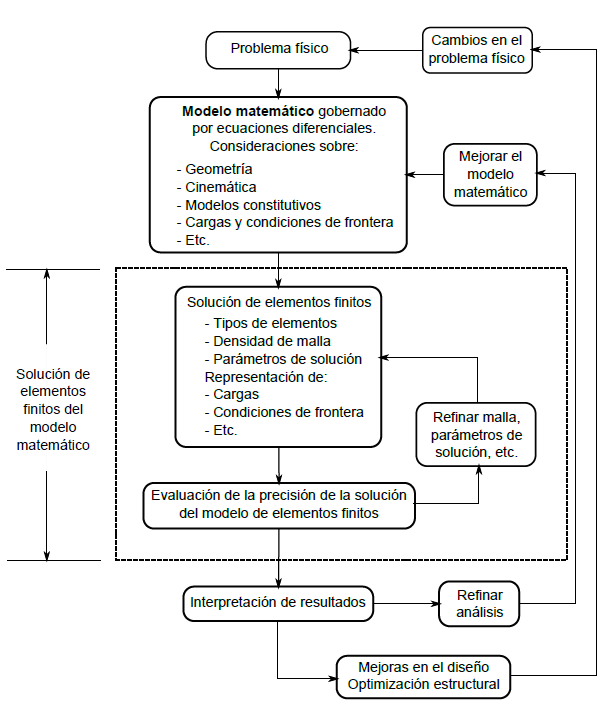 Problema físico
Cambios en el
problema físico
Modelo matemático gobernado
por ecuaciones diferenciales.
Consideraciones sobre:
- Geometría
- Cinemática
- Modelos constitutivos
- Cargas y condiciones de frontera
- Etc.
Mejorar el
modelo
matemático
Solución de elementos finitos
- Tipos de elementos
- Densidad de malla
- Parámetros de solución
Representación de:
- Cargas
- Condiciones de frontera
- Etc.
Solución de
elementos
finitos del
modelo
matemático
Refinar malla,
parámetros de
solución, etc.
Evaluación de la precisión de la solución
del modelo de elementos finitos
Interpretación de resultados
Refinar
análisis
Mejoras en el diseño
Optimización estructural